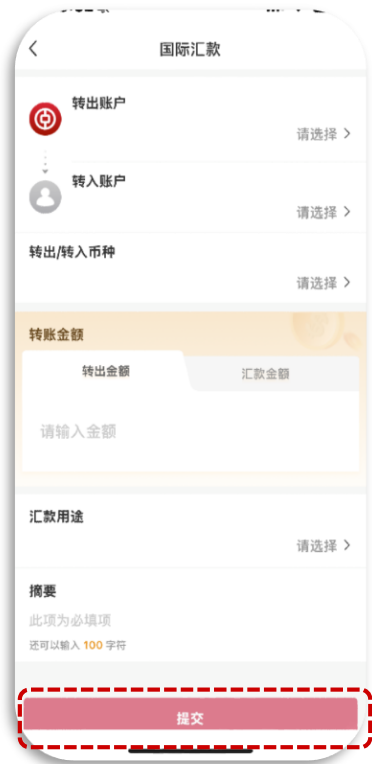 国际汇款
转出账户
请选择
转入账户
请选择
转出/转入币种
请选择
转账金额
转出金额
汇款金额
请输入金额
汇款用途
请选择
摘要
此项为必填项
还可以输入 100 字符
提交